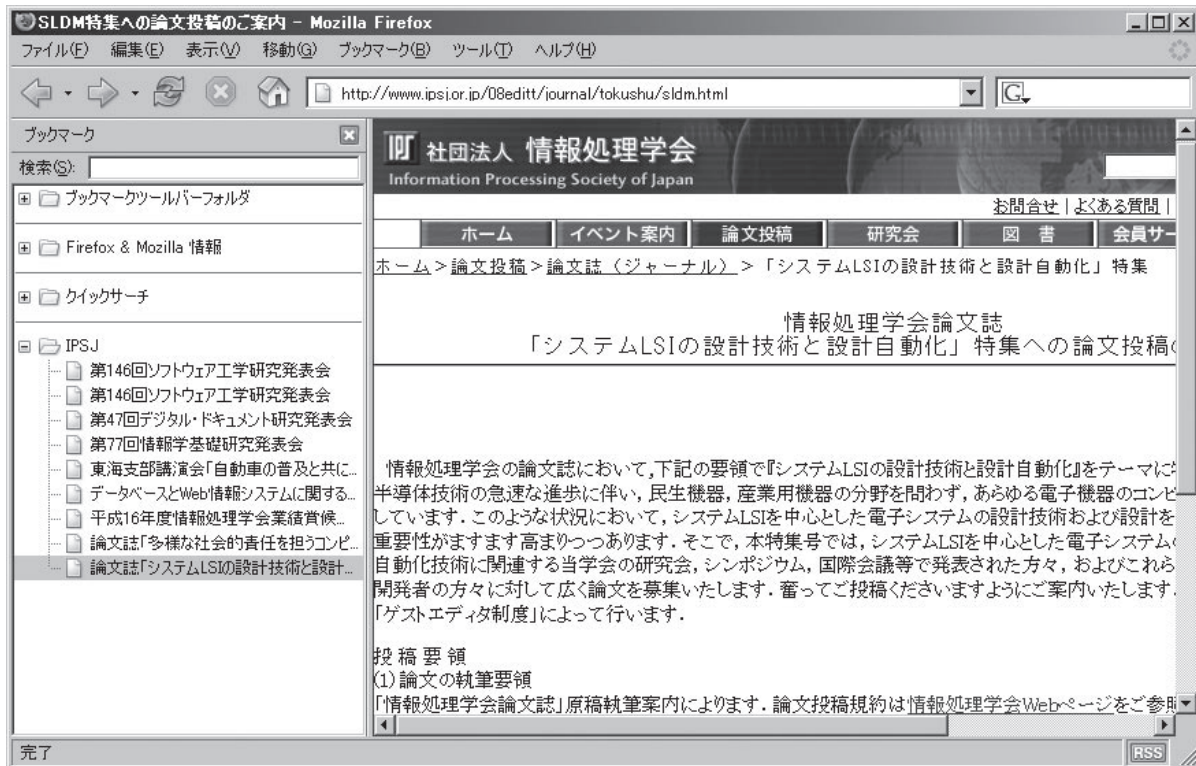 SLDM特集への論文投稿のご案内 - Mozilla Firefox
ファイル(F) 編集(E) 表示(V) 移動(G) ブックマーク(B) ツール(T) ヘルプ(H)
http://www.ipsj.or.jp/08editt/journal/tokushu/sldm.html
G
ブックマーク
検索(S):
ブックマークツールバーフォルダ
Firefox & Mozilla 情報
クイックサーチ
IPSJ
第146回ソフトウェア工学研究発表会
第146回ソフトウェア工学研究発表会
第47回デジタル・ドキュメント研究発表会
第77回情報学基礎研究発表会
東海支部講演会「自動車の普及と共に...
データベースとWeb情報システムに関する...
平成16年度情報処理学会業績賞候...
論文誌「多様な社会的責任を担うコンピ...
論文誌「システムLSIの設計技術と設計...
IPSJ 社団法人 情報処理学会
Information Processing Society of Japan
お問合せ | よくある質問 |
ホーム イベント案内 論文投稿 研究会 図 書 会員サー
ホーム > 論文投稿 > 論文誌（ジャーナル） > 「システムLSIの設計技術と設計自動化」特集
情報処理学会論文誌
「システムLSIの設計技術と設計自動化」特集への論文投稿の
情報処理学会の論文誌において,下記の要領で『システムLSIの設計技術と設計自動化』をテーマに
半導体技術の急速な進歩に伴い，民生機器，産業用機器の分野を問わず，あらゆる電子機器のコンピ
しています．このような状況において，システムLSIを中心とした電子システムの設計技術および設計を
重要性がますます高まりつつあります．そこで，本特集号では，システムLSIを中心とした電子システム
自動化技術に関連する当学会の研究会，シンポジウム，国際会議等で発表された方々，およびこれら
開発者の方々に対して広く論文を募集いたします．奮ってご投稿くださいますようにご案内いたします．
「ゲストエディタ制度」によって行います．
投 稿 要 領
(1) 論文の執筆要領
「情報処理学会論文誌」原稿執筆案内によります．論文投稿規約は情報処理学会Webページをご参
完了
RSS